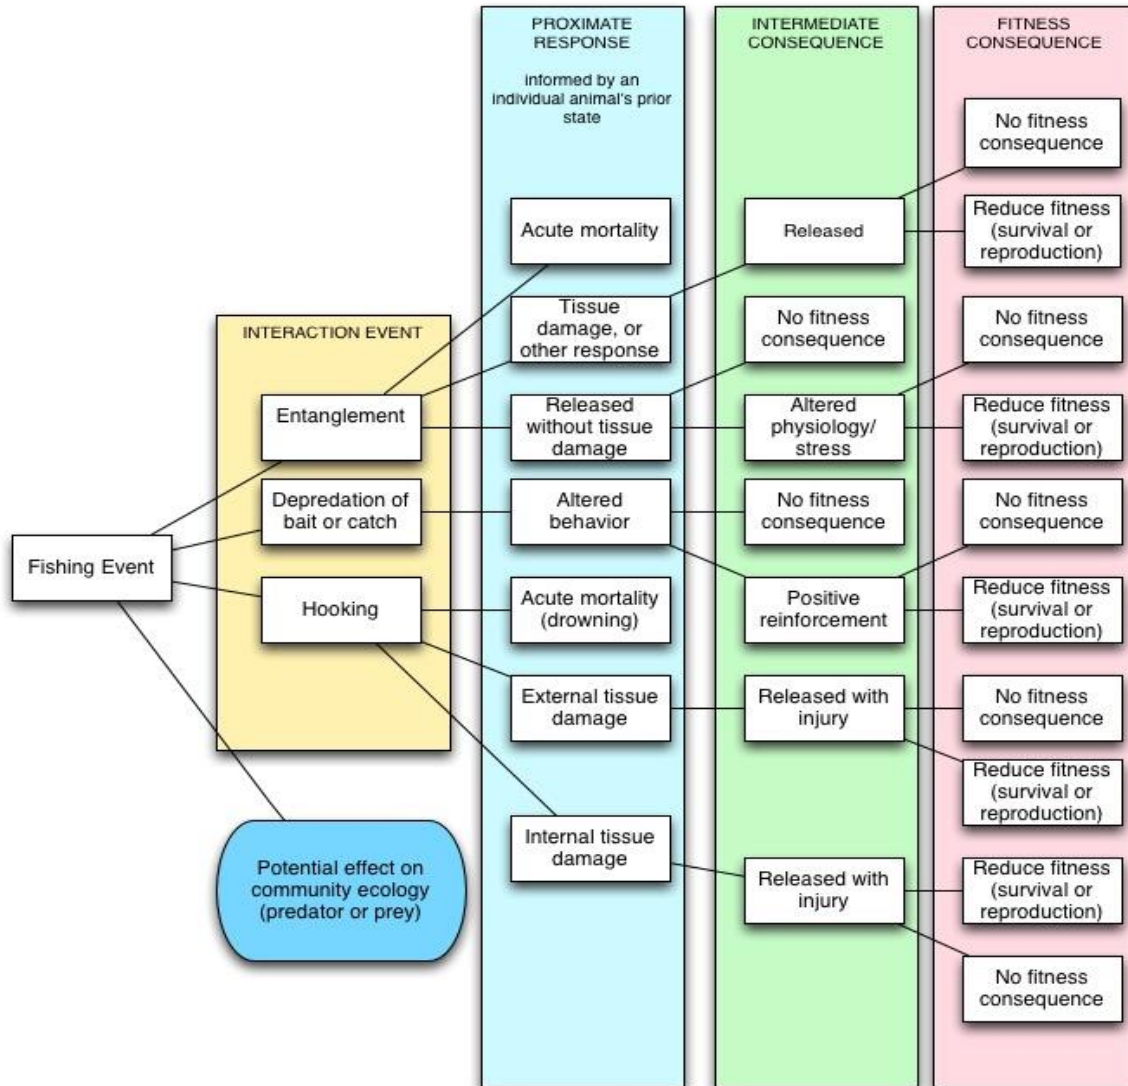 PROXIMATE
RESPONSE
informed by an
individual animal's prior
state
INTERMEDIATE
CONSEQUENCE
FITNESS
CONSEQUENCE
No fitness
consequence
Acute mortality
Released
Reduce fitness
(survival or
reproduction)
INTERACTION EVENT
Tissue
damage, or
other response
No fitness
consequence
No fitness
consequence
Entanglement
Released
without tissue
damage
Altered
physiology/
stress
Reduce fitness
(survival or
reproduction)
Depredation of
bait or catch
Altered
behavior
No fitness
consequence
No fitness
consequence
Fishing Event
Hooking
Acute mortality
(drowning)
Positive
reinforcement
Reduce fitness
(survival or
reproduction)
External tissue
damage
Released with
injury
No fitness
consequence
Reduce fitness
(survival or
reproduction)
Potential effect on
community ecology
(predator or prey)
Internal tissue
damage
Released with
injury
Reduce fitness
(survival or
reproduction)
No fitness
consequence